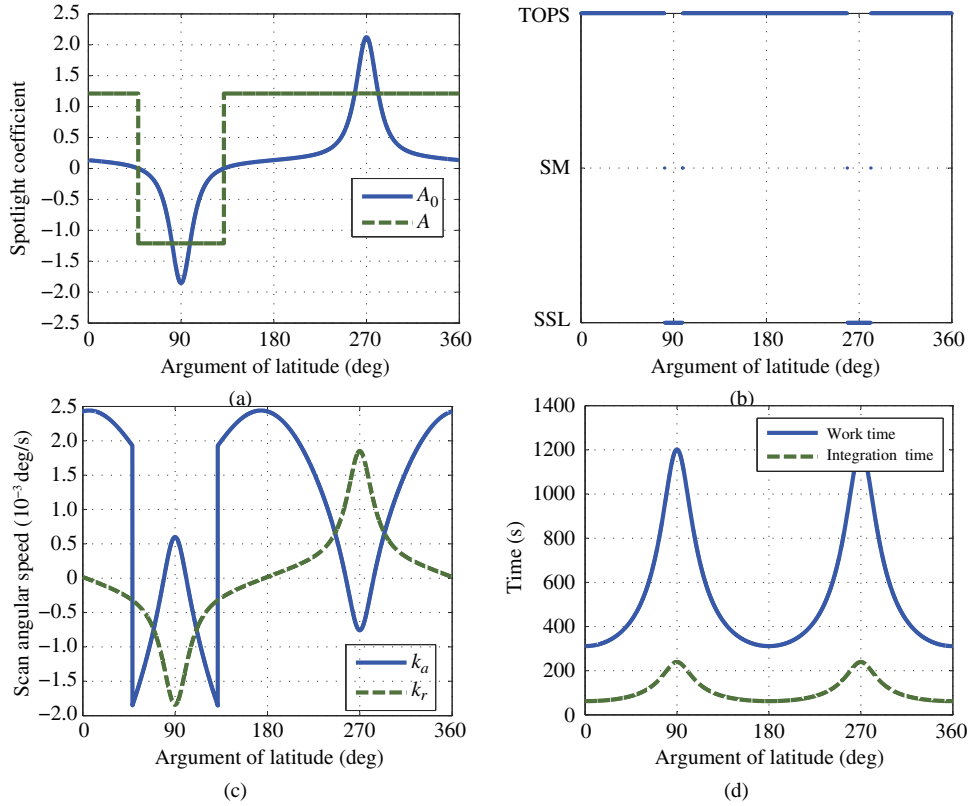 2.5
2.0
1.5
1.0
0.5
0
−0.5
−1.0
−1.5
−2.0
−2.5
Spotlight coefficient
A0
A
0 90 180 270 360
Argument of latitude (deg)
(a)
TOPS
SM
SSL
0 90 180 270 360
Argument of latitude (deg)
(b)
2.5
2.0
1.5
1.0
0.5
0
−0.5
−1.0
−1.5
−2.0
Scan angular speed ((10−3 deg/s)
ka
kr
0 90 180 270 360
Argument of latitude (deg)
(c)
1400
1200
1000
800
600
400
200
0
Time (s)
Work time
Integration time
0 90 180 270 360
Argument of latitude (deg)
(d)